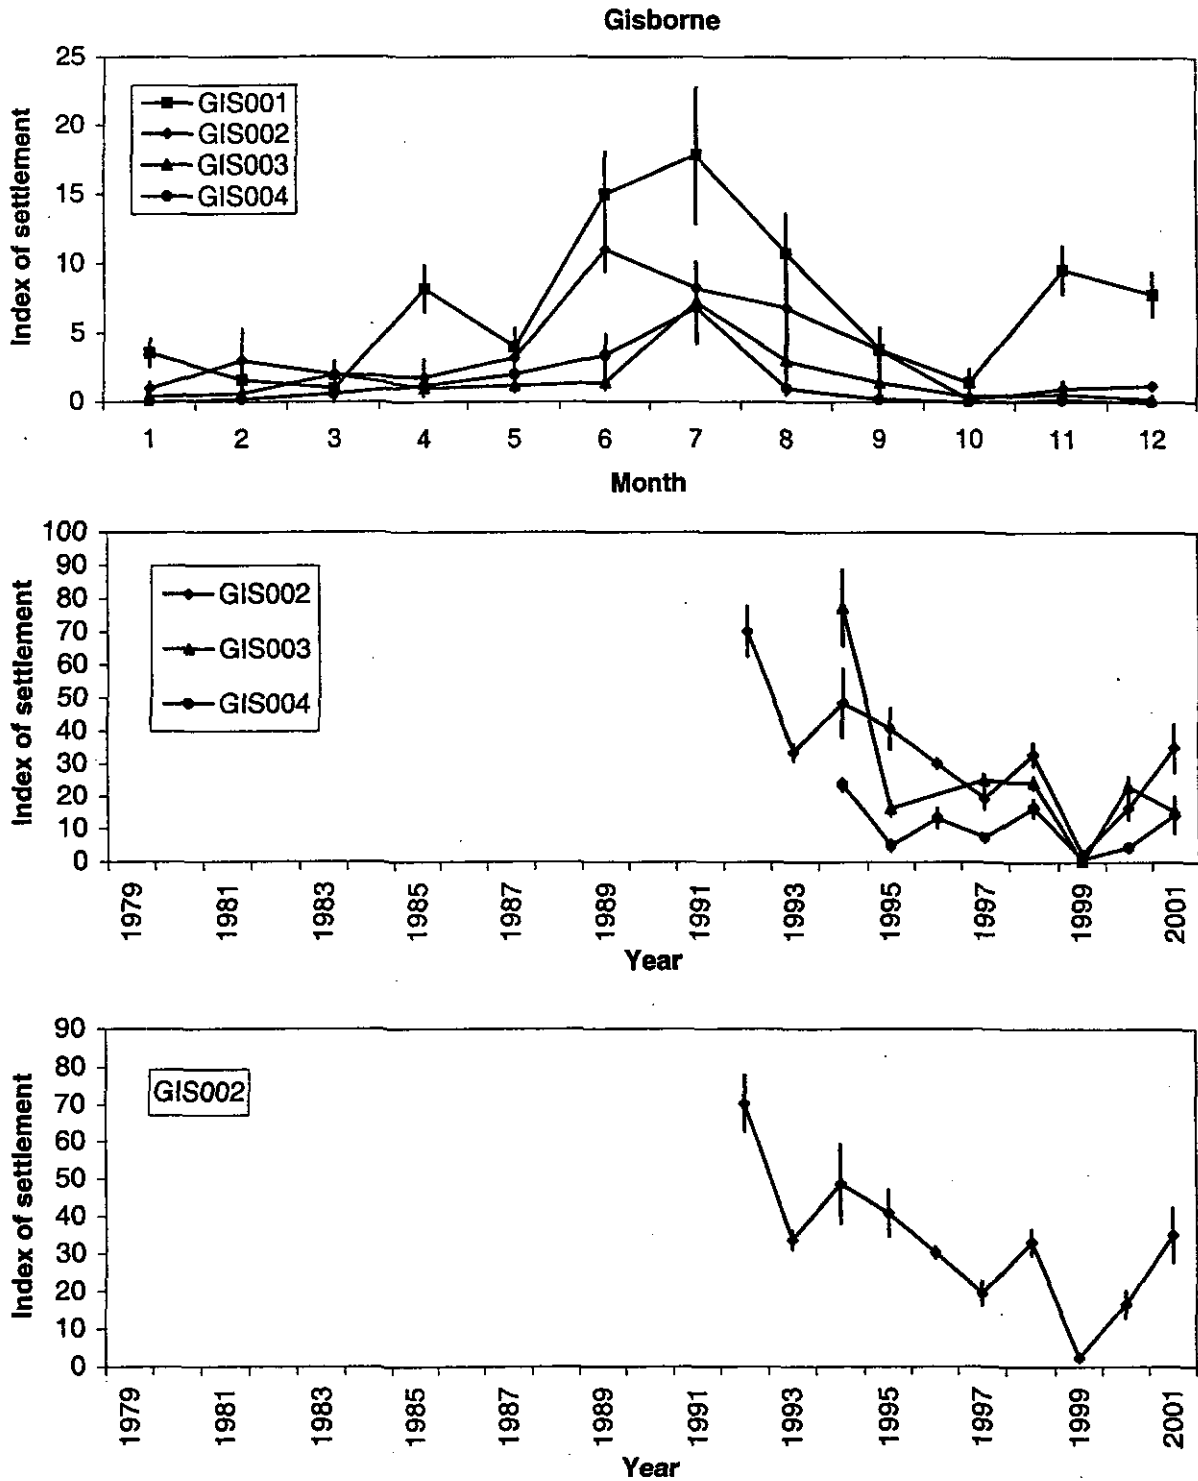 Gisborne
25
20
15
10
5
0
Index of settlement
GIS001
GIS002
GIS003
GIS004
1 2 3 4 5 6 7 8 9 10 11 12
Month
100
90
80
70
60
50
40
30
20
10
0
Index of settlement
GIS002
GIS003
GIS004
1979 1981 1983 1985 1987 1989 1991 1993 1995 1997 1999 2001
Year
90
80
70
60
50
40
30
20
10
0
Index of settlement
GIS002
1979 1981 1983 1985 1987 1989 1991 1993 1995 1997 1999 2001
Year